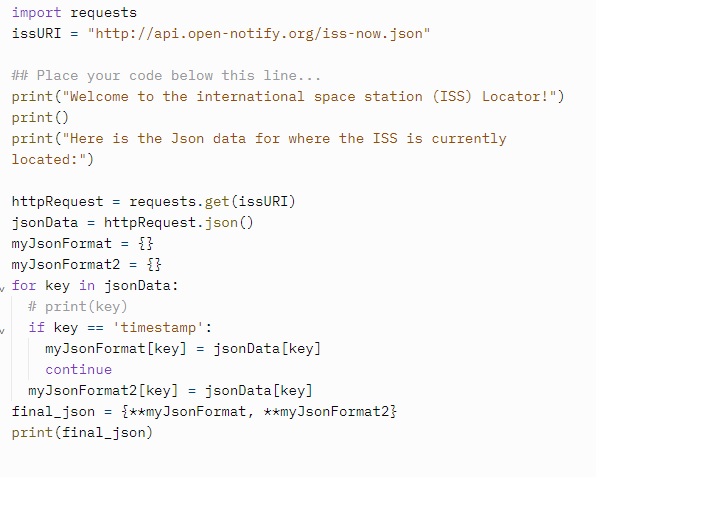 import requests
issURI = "http://api.open-notify.org/iss-now.json"
## Place your code below this line...
print("Welcome to the international space station (ISS) Locator!")
print()
print("Here is the Json data for where the ISS is currently
located:")
httpRequest = requests.get(issURI)
jsonData = httpRequest.json()
myJsonFormat = {}
myJsonFormat2 = {}
for key in jsonData:
  # print(key)
  if key == 'timestamp':
    myJsonFormat[key] = jsonData[key]
    continue
  myJsonFormat2[key] = jsonData[key]
final_json = {**myJsonFormat, **myJsonFormat2}
print(final_json)